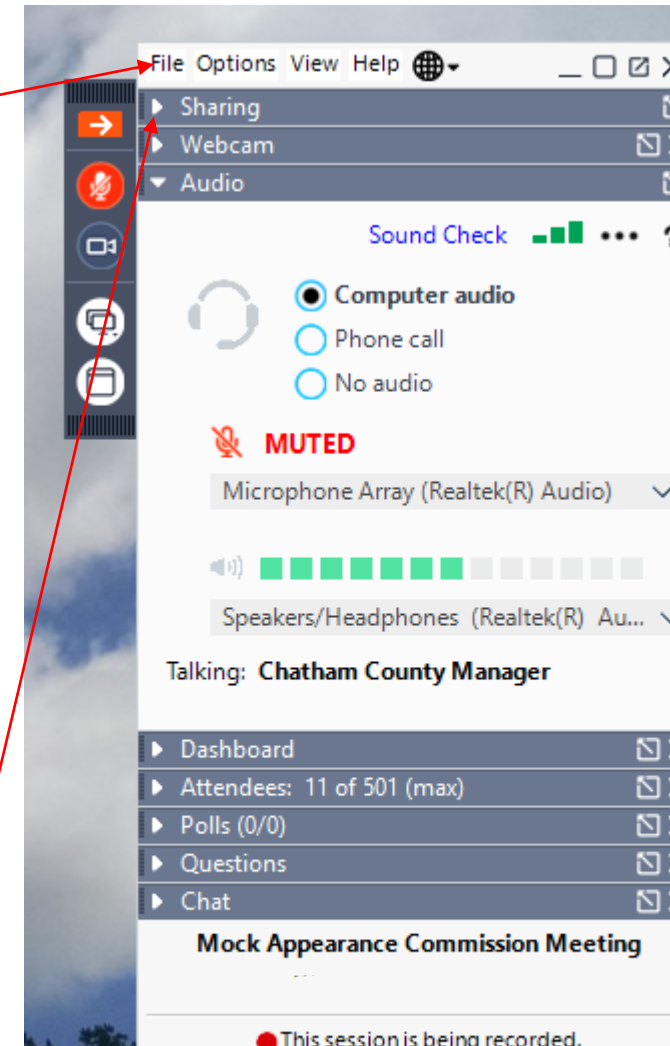 File Options View Help
Sharing
Webcam
Audio
Sound Check ?
Computer audio
Phone call
No audio
MUTED
Microphone Array (Realtek(R) Audio)
Speakers/Headphones (Realtek(R) Au...
Talking: Chatham County Manager
Dashboard
Attendees: 11 of 501 (max)
Polls (0/0)
Questions
Chat
Mock Appearance Commission Meeting
This session is being recorded.